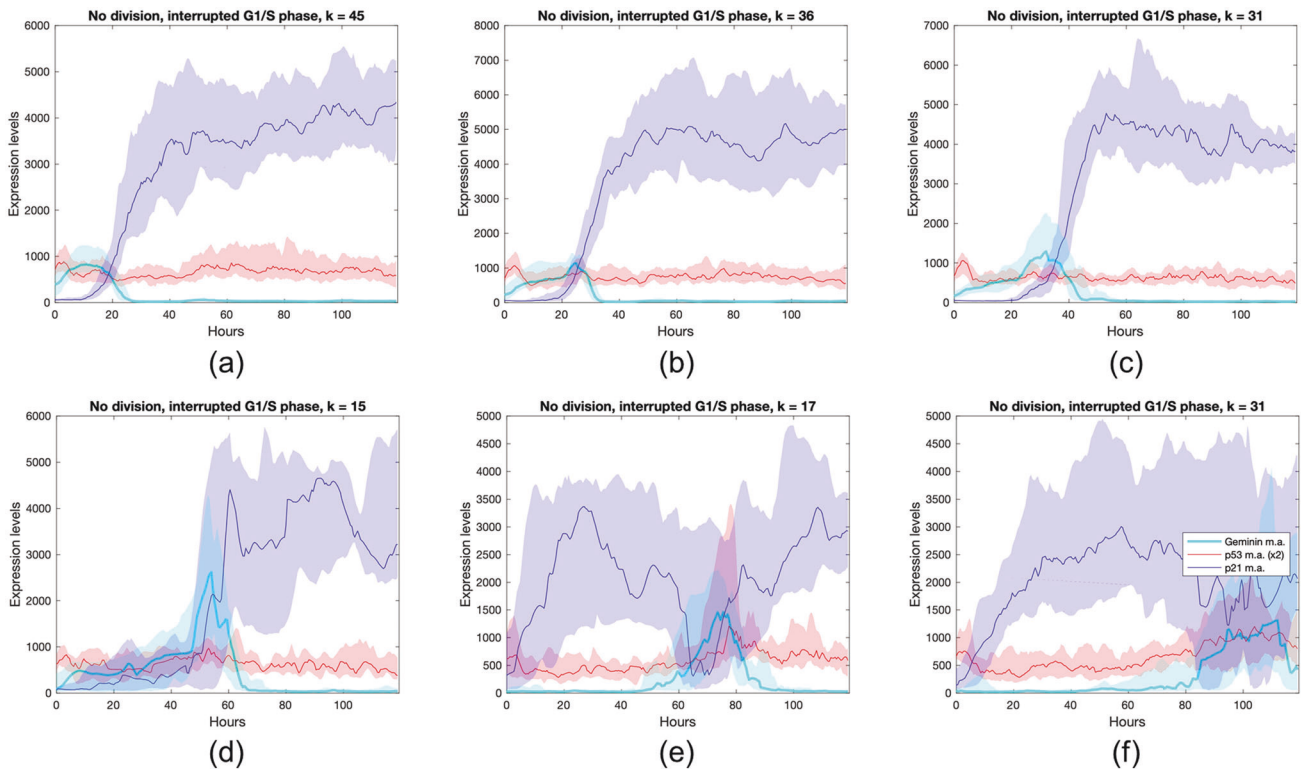 No division, interrupted G1/S phase, k = 45
6000
5000
4000
3000
2000
1000
0
Expression levels
0 20 40 60 80 100
Hours
(a)
No division, interrupted G1/S phase, k = 36
8000
7000
6000
5000
4000
3000
2000
1000
0
Expression levels
0 20 40 60 80 100
Hours
(b)
No division, interrupted G1/S phase, k = 31
7000
6000
5000
4000
3000
2000
1000
0
Expression levels
0 20 40 60 80 100
Hours
(c)
No division, interrupted G1/S phase, k = 15
6000
5000
4000
3000
2000
1000
0
Expression levels
0 20 40 60 80 100
Hours
(d)
No division, interrupted G1/S phase, k = 17
5000
4500
4000
3500
3000
2500
2000
1500
1000
500
0
Expression levels
0 20 40 60 80 100
Hours
(e)
No division, interrupted G1/S phase, k = 31
5000
4500
4000
3500
3000
2500
2000
1500
1000
500
0
Expression levels
Geminin m.a.
p53 m.a. (x2)
p21 m.a.
0 20 40 60 80 100
Hours
(f)